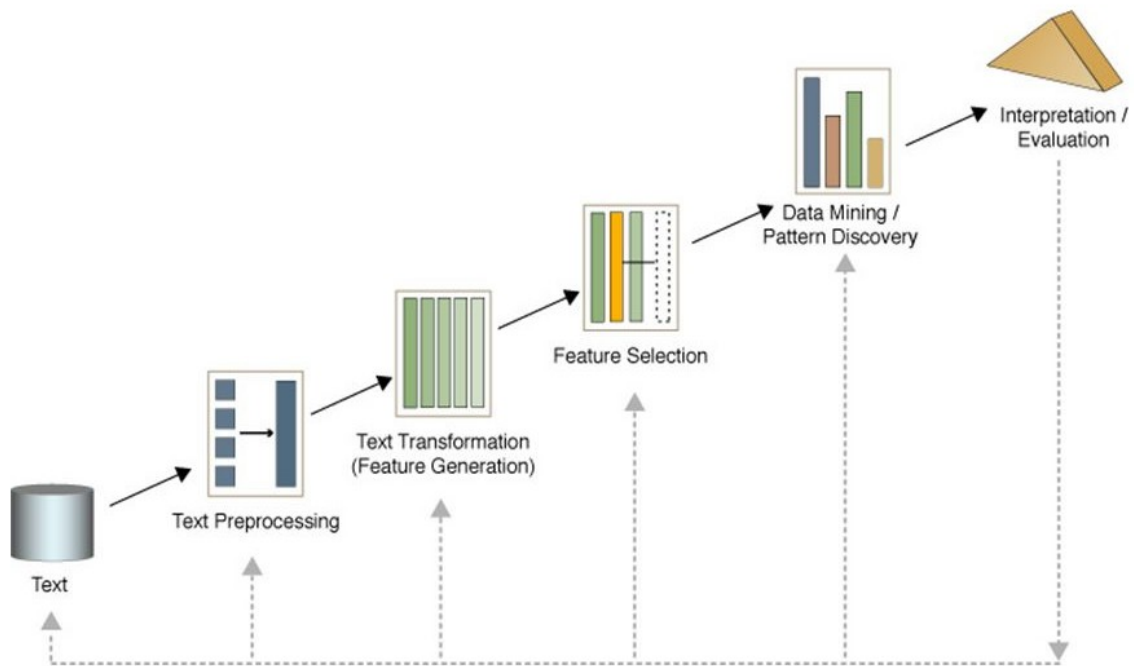 Text
Text Preprocessing
Text Transformation
(Feature Generation)
Feature Selection
Data Mining /
Pattern Discovery
Interpretation /
Evaluation